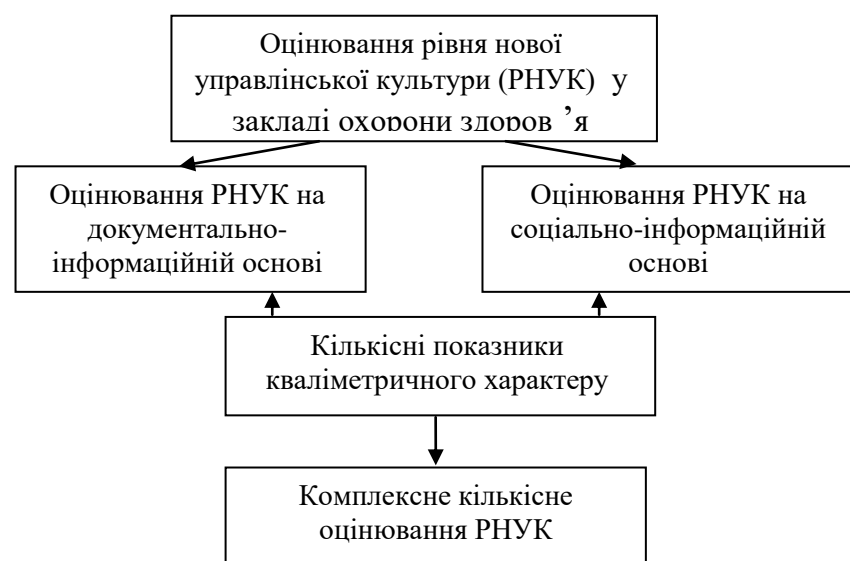 Оцінювання рівня нової
управлінської культури (РНУК) у
закладі охорони здоров ’я
Оцінювання РНУК на
документально-
інформаційній основі
Оцінювання РНУК на
соціально-інформаційній
основі
Кількісні показники
кваліметричного характеру
Комплексне кількісне
оцінювання РНУК